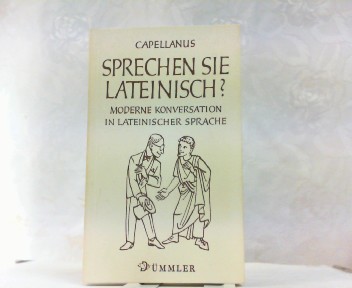 CAPELLANUS
SPRECHEN SIE
LATEINISCH?
MODERNE KONVERSATION
IN LATEINISCHER SPRACHE
DÜMMLER